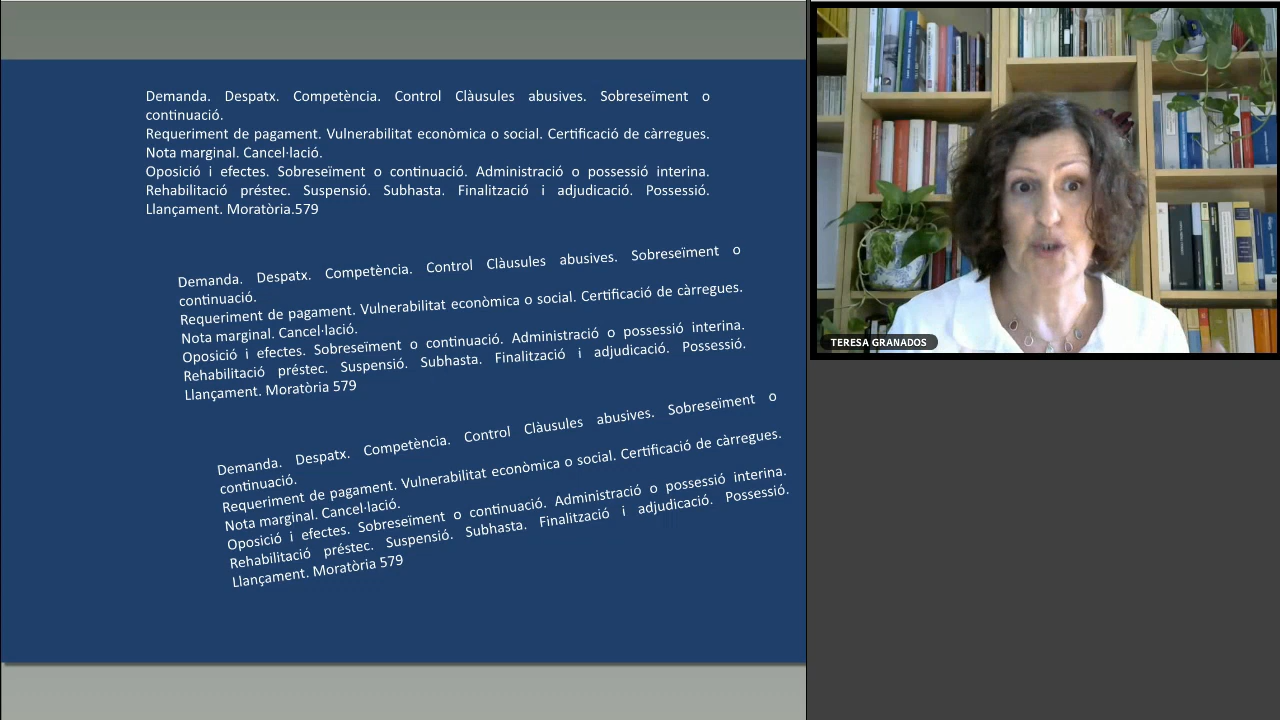 Demanda. Despatx. Competència. Control Clàusules abusives. Sobreseïment o
continuació.
Requeriment de pagament. Vulnerabilitat econòmica o social. Certificació de càrregues.
Nota marginal. Cancel·lació.
Oposició i efectes. Sobreseïment o continuació. Administració o possessió interina.
Rehabilitació préstec. Suspensió. Subhasta. Finalització i adjudicació. Possessió.
Llançament. Moratòria.579
Demanda. Despatx. Competència. Control Clàusules abusives. Sobreseïment o
continuació.
Requeriment de pagament. Vulnerabilitat econòmica o social. Certificació de càrregues.
Nota marginal. Cancel·lació.
Oposició i efectes. Sobreseïment o continuació. Administració o possessió interina.
Rehabilitació préstec. Suspensió. Subhasta. Finalització i adjudicació. Possessió.
Llançament. Moratòria 579
Demanda. Despatx. Competència. Control Clàusules abusives. Sobreseïment o
continuació.
Requeriment de pagament. Vulnerabilitat econòmica o social. Certificació de càrregues.
Nota marginal. Cancel·lació.
Oposició i efectes. Sobreseïment o continuació. Administració o possessió interina.
Rehabilitació préstec. Suspensió. Subhasta. Finalització i adjudicació. Possessió.
Llançament. Moratòria 579
TERESA GRANADOS